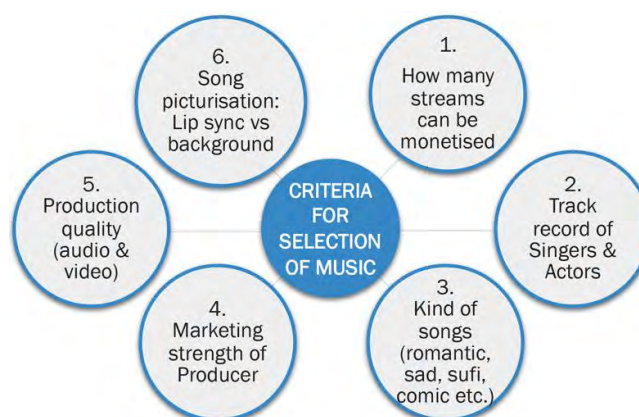 CRITERIA
FOR
SELECTION
OF MUSIC
1.
How many
streams
can be
monetised
2.
Track
record of
Singers &
Actors
3.
Kind of
songs
(romantic,
sad, sufi,
comic etc.)
4.
Marketing
strength of
Producer
5.
Production
quality
(audio &
video)
6.
Song
picturisation:
Lip sync vs
background